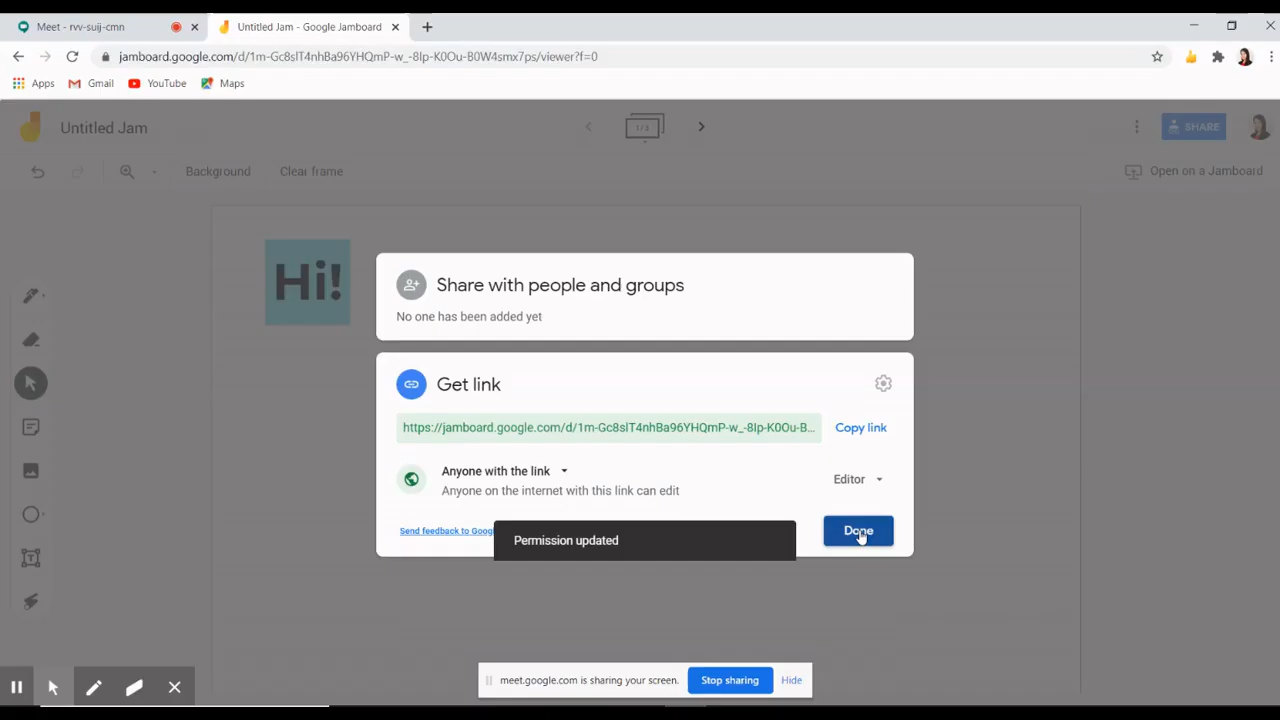 Meet - rvv-suij-cmn
Untitled Jam - Google Jamboard
jamboard.google.com/d/1m-Gc8slT4nhBa96YHQmP-w_-8Ip-K0Ou-B0W4smx7ps/viewer?f=0
Apps Gmail YouTube Maps
Untitled Jam
SHARE
Background Clear frame
Open on a Jamboard
Hi!
Share with people and groups
No one has been added yet
Get link
https://jamboard.google.com/d/1m-Gc8slT4nhBa96YHQmP-w_-8Ip-K0Ou-B...
Copy link
Anyone with the link
Anyone on the internet with this link can edit
Editor
Send feedback to Goog
Permission updated
Done
meet.google.com is sharing your screen.
Stop sharing
Hide